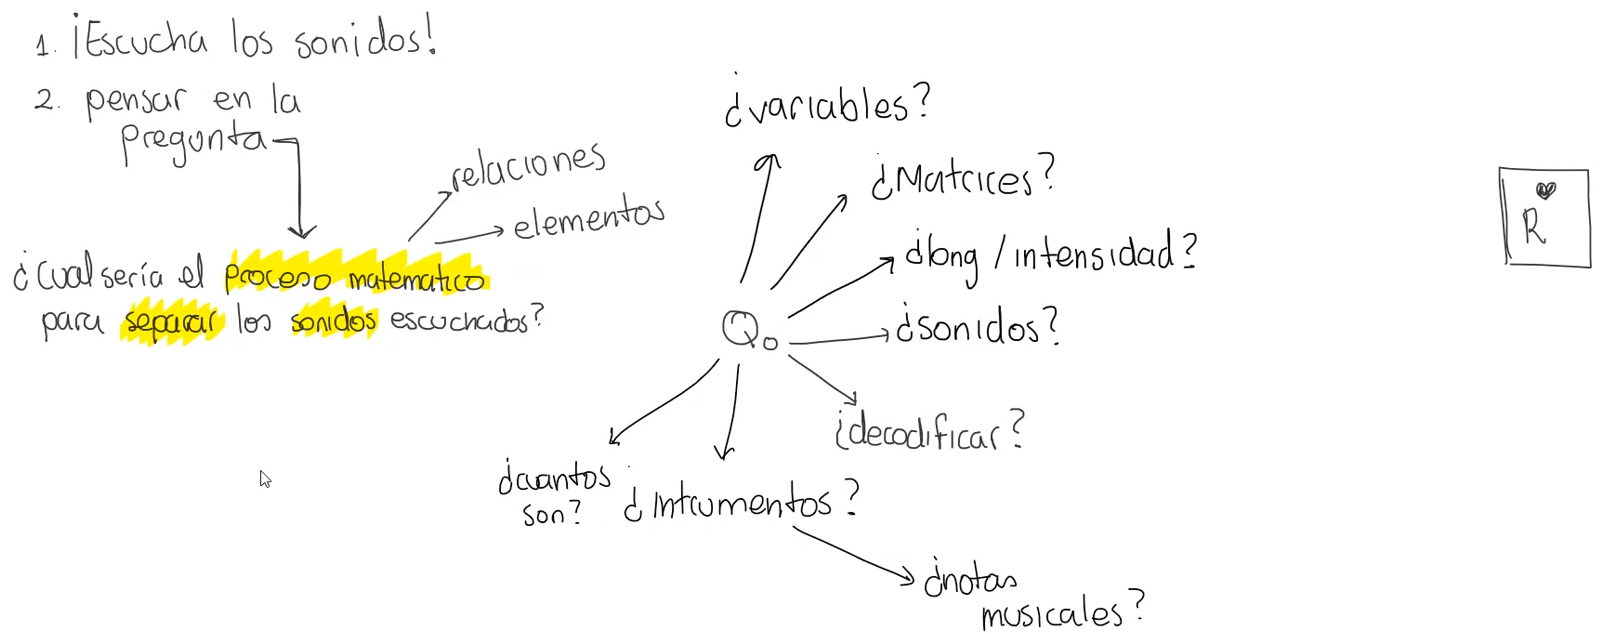 1. ¡Escucha los sonidos!
2. pensar en la
pregunta
relaciones
elementos
¿Cual sería el proceso matematico
para separar los sonidos escuchados?
¿variables?
¿Matrices?
¿long / intensidad?
Qo
¿sonidos?
¿decodificar?
¿cuantos
son?
¿Intrumentos?
¿notas
musicales?
R